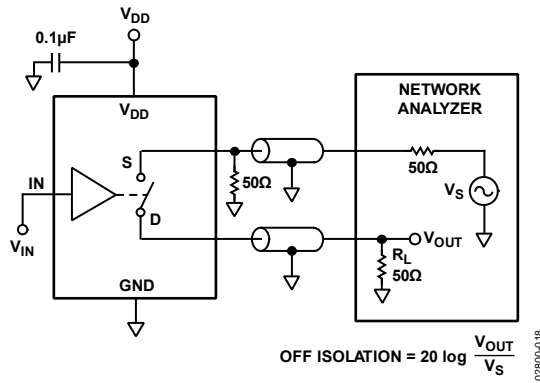 VDD
0.1µF
VDD
NETWORK
ANALYZER
S
50Ω
50Ω
VS
IN
D
VIN
VOUT
RL
50Ω
GND
OFF ISOLATION = 20 log VOUT
VS
02800-018